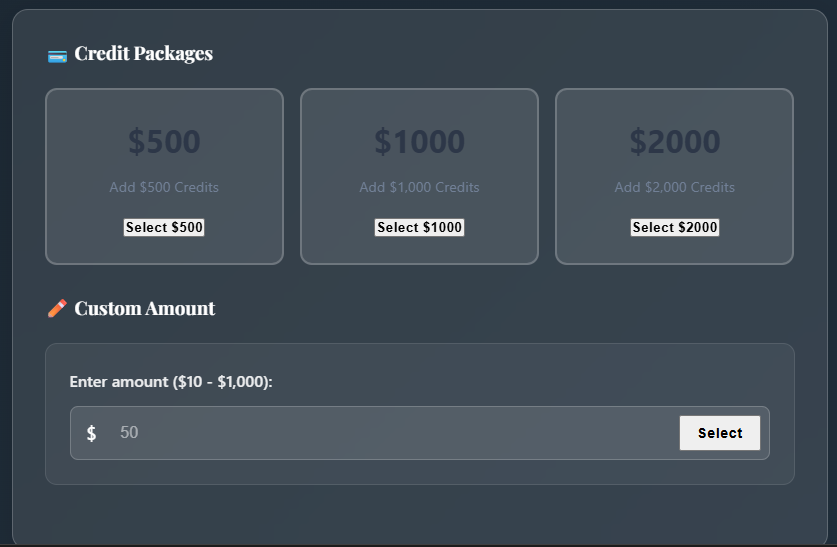 Credit Packages
$500
Add $500 Credits
Select $500
$1000
Add $1,000 Credits
Select $1000
$2000
Add $2,000 Credits
Select $2000
Custom Amount
Enter amount ($10 - $1,000):
$ 50 Select